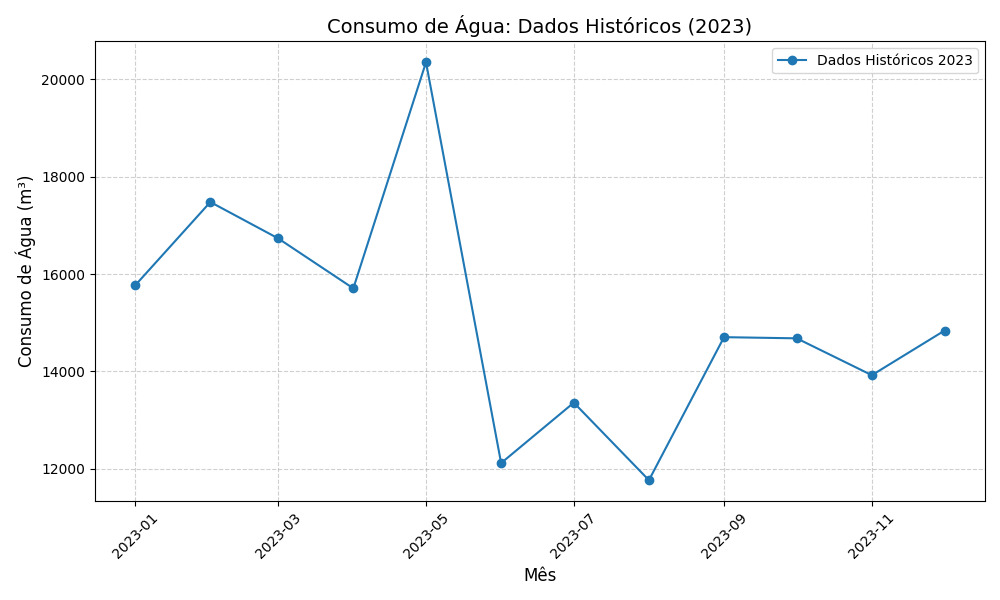 Consumo de Água: Dados Históricos (2023)
Dados Históricos 2023
Consumo de Água (m³)
20000
18000
16000
14000
12000
2023-01
2023-03
2023-05
2023-07
2023-09
2023-11
Mês